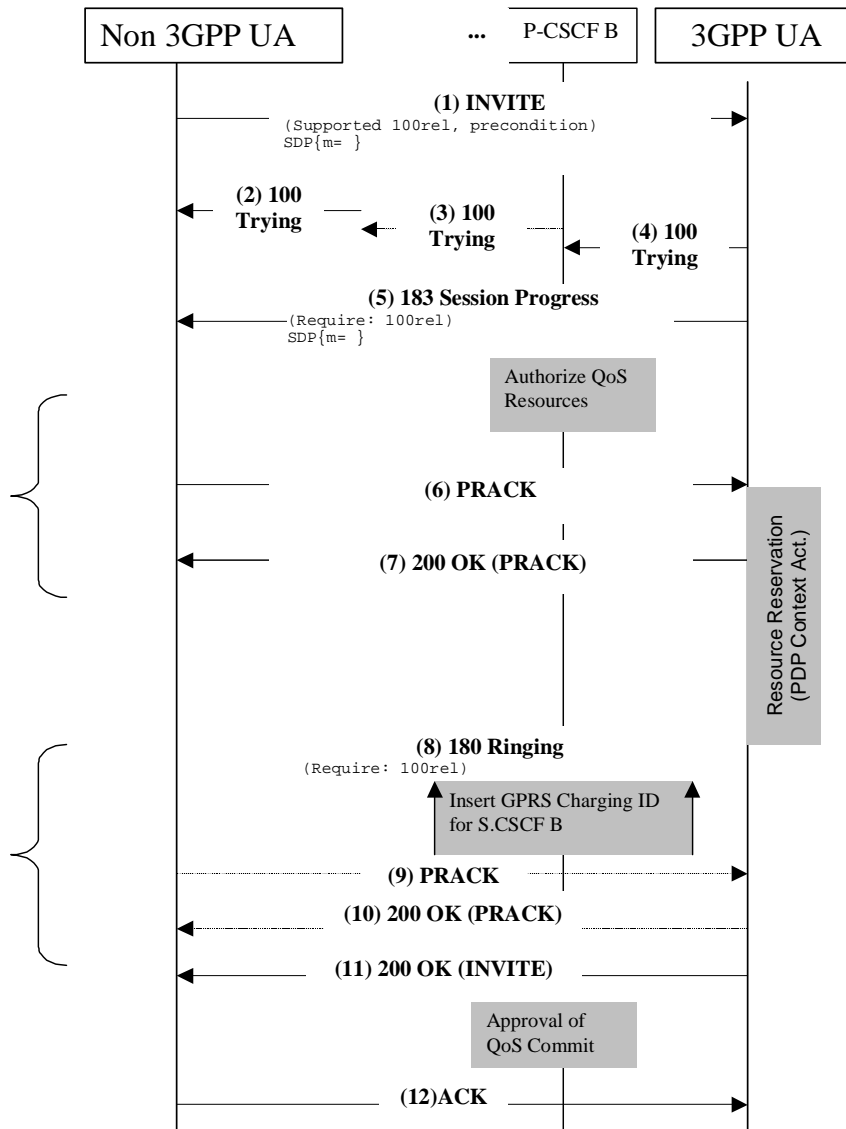 Non 3GPP UA
...
P-CSCF B
3GPP UA
(1) INVITE
(Supported 100rel, precondition)
SDP{m= }
(2) 100
Trying
(3) 100
Trying
(4) 100
Trying
(5) 183 Session Progress
(Require: 100rel)
SDP{m= }
Authorize QoS
Resources
(6) PRACK
(7) 200 OK (PRACK)
Resource Reservation
(PDP Context Act.)
(8) 180 Ringing
(Require: 100rel)
Insert GPRS Charging ID
for S.CSCF B
(9) PRACK
(10) 200 OK (PRACK)
(11) 200 OK (INVITE)
Approval of
QoS Commit
(12)ACK